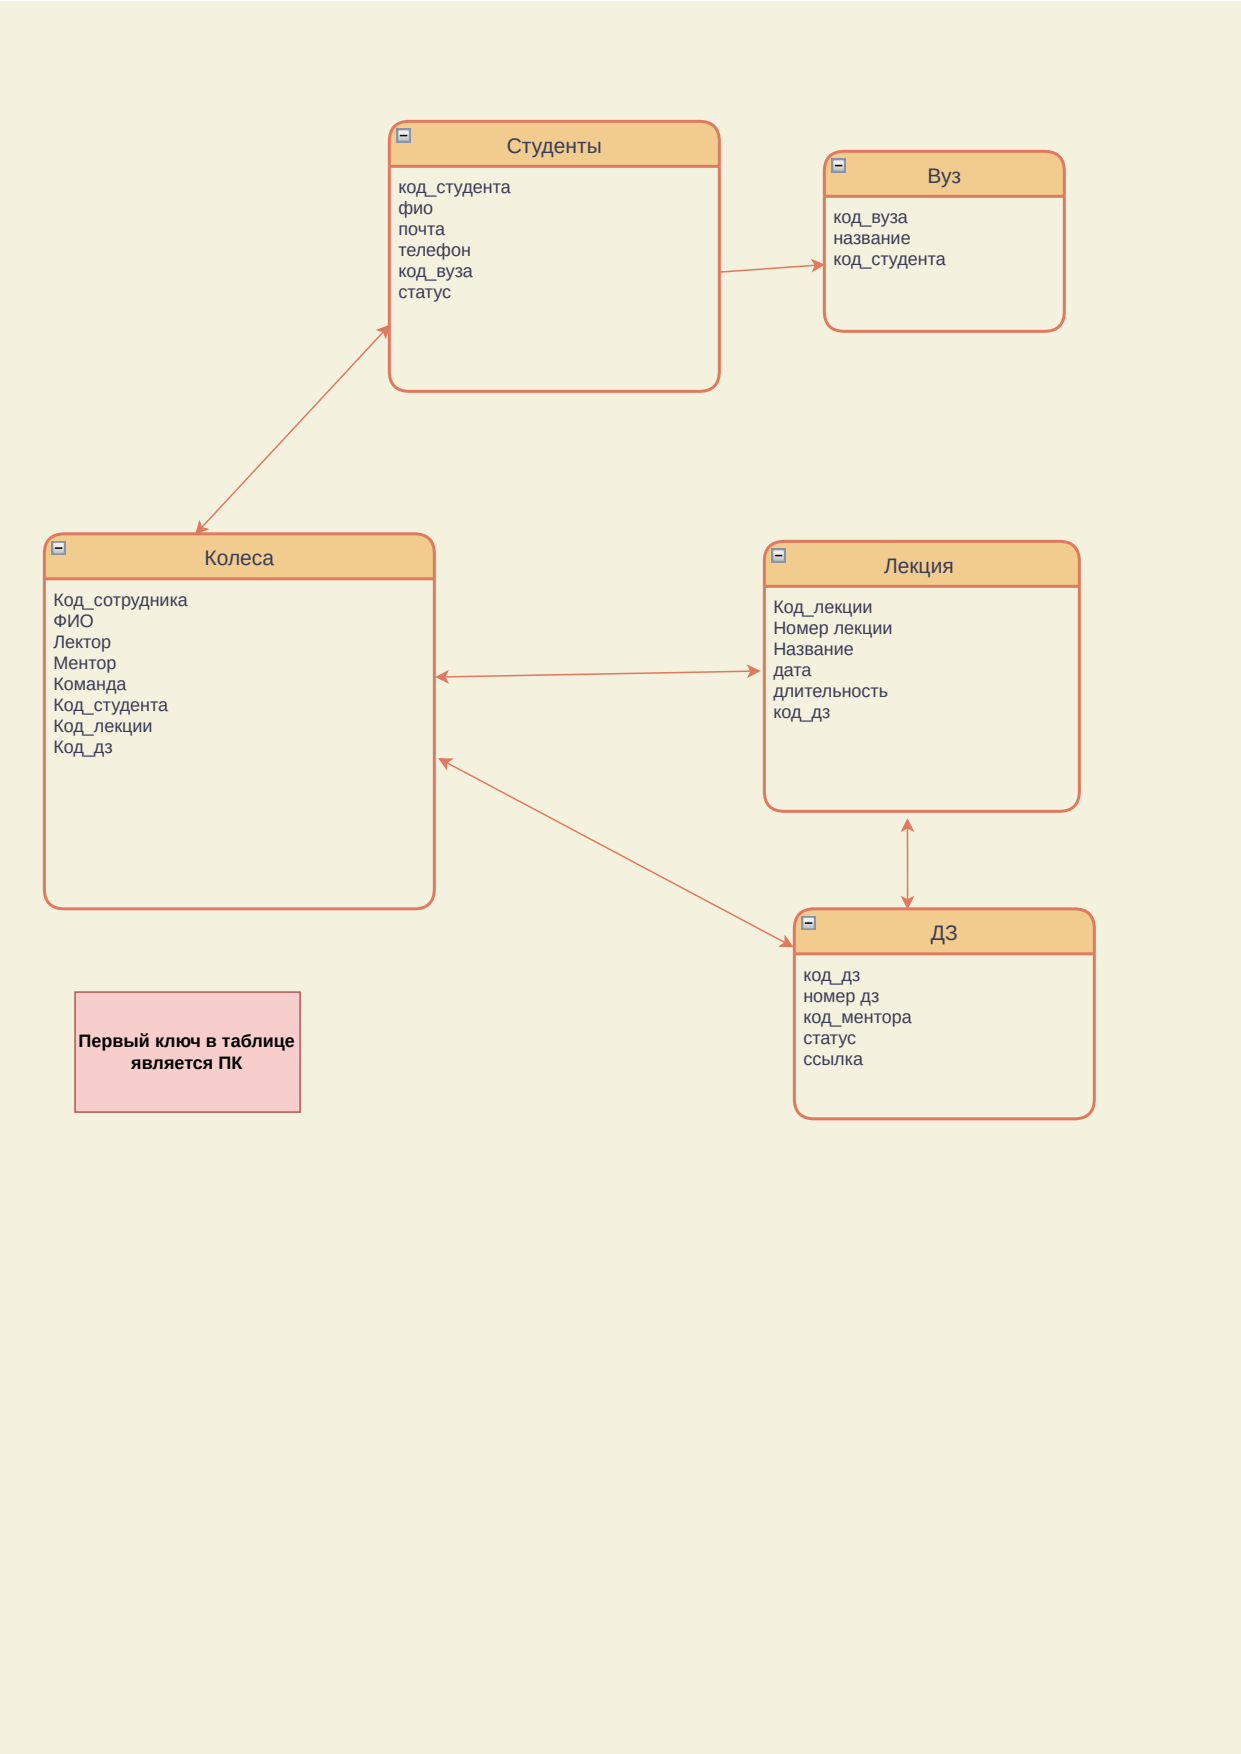 Студенты
код_студента
фио
почта
телефон
код_вуза
статус
Вуз
код_вуза
название
код_студента
Колеса
Код_сотрудника
ФИО
Лектор
Ментор
Команда
Код_студента
Код_лекции
Код_дз
Лекция
Код_лекции
Номер лекции
Название
дата
длительность
код_дз
ДЗ
код_дз
номер дз
код_ментора
статус
ссылка
Первый ключ в таблице
является ПК